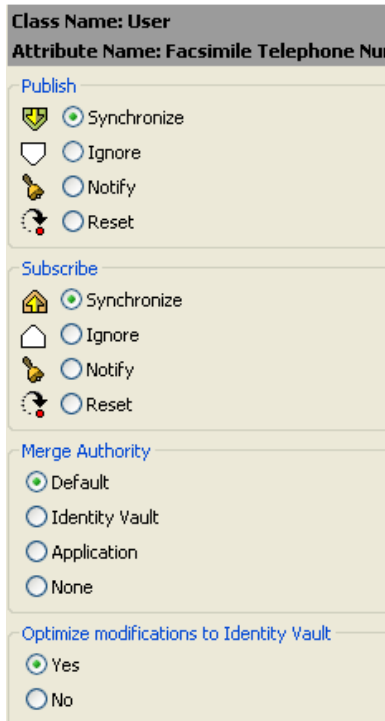 Class Name: User
Attribute Name: Facsimile Telephone
Publish
Synchronize
Ignore
Notify
Reset
Subscribe
Synchronize
Ignore
Notify
Reset
Merge Authority
Default
Identity Vault
Application
None
Optimize modifications to Identity Vault
Yes
No